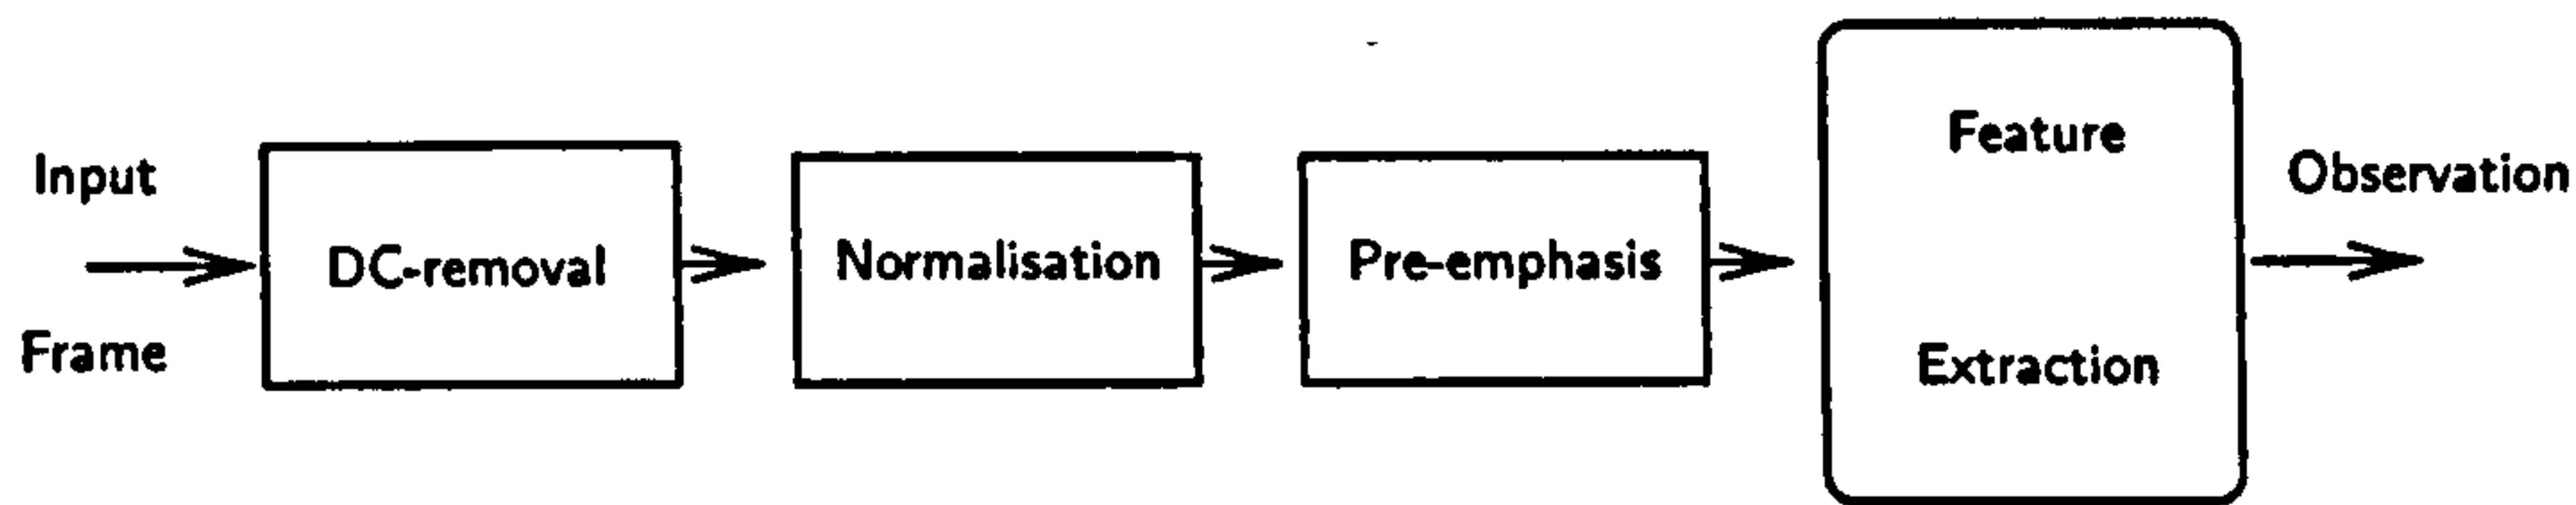 Input
Frame
DC-removal
Normalisation
Pre-emphasis
Feature
Extraction
Observation